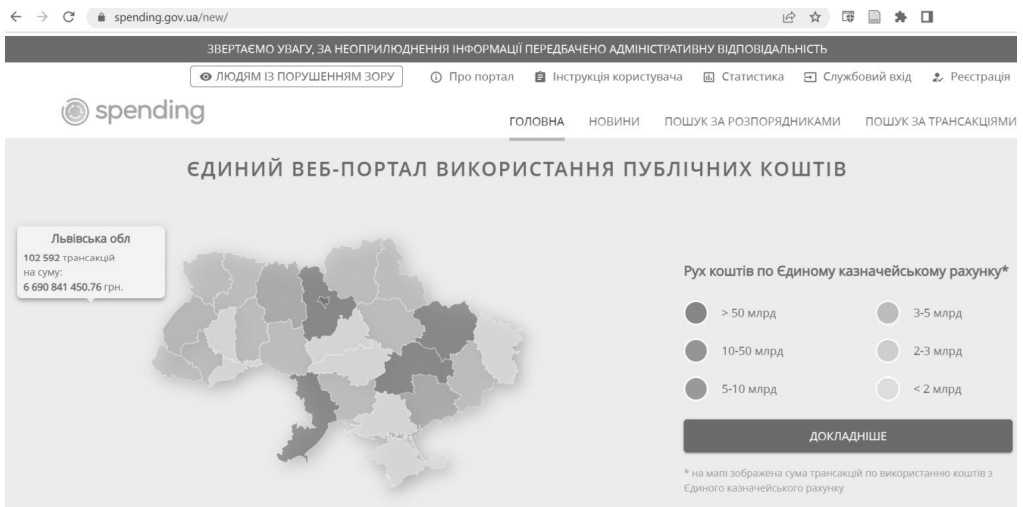 spending.gov.ua/new/
ЗВЕРТАЄМО УВАГУ, ЗА НЕОПРИЛЮДНЕННЯ ІНФОРМАЦІЇ ПЕРЕДБАЧЕНО АДМІНІСТРАТИВНУ ВІДПОВІДАЛЬНІСТЬ
ЛЮДЯМ ІЗ ПОРУШЕННЯМ ЗОРУ Про портал Інструкція користувача Статистика Службовий вхід Реєстрація
spending
ГОЛОВНА НОВИНИ ПОШУК ЗА РОЗПОРЯДНИКАМИ ПОШУК ЗА ТРАНСАКЦІЯМИ
ЄДИНИЙ ВЕБ-ПОРТАЛ ВИКОРИСТАННЯ ПУБЛІЧНИХ КОШТІВ
Львівська обл
102 592 трансакцій
на суму:
6 690 841 450.76 грн.
Рух коштів по Єдиному казначейському рахунку*
> 50 млрд 3-5 млрд
10-50 млрд 2-3 млрд
5-10 млрд < 2 млрд
ДОКЛАДНІШЕ
* на мапі зображена сума трансакцій по використанню коштів з
Єдиного казначейського рахунку